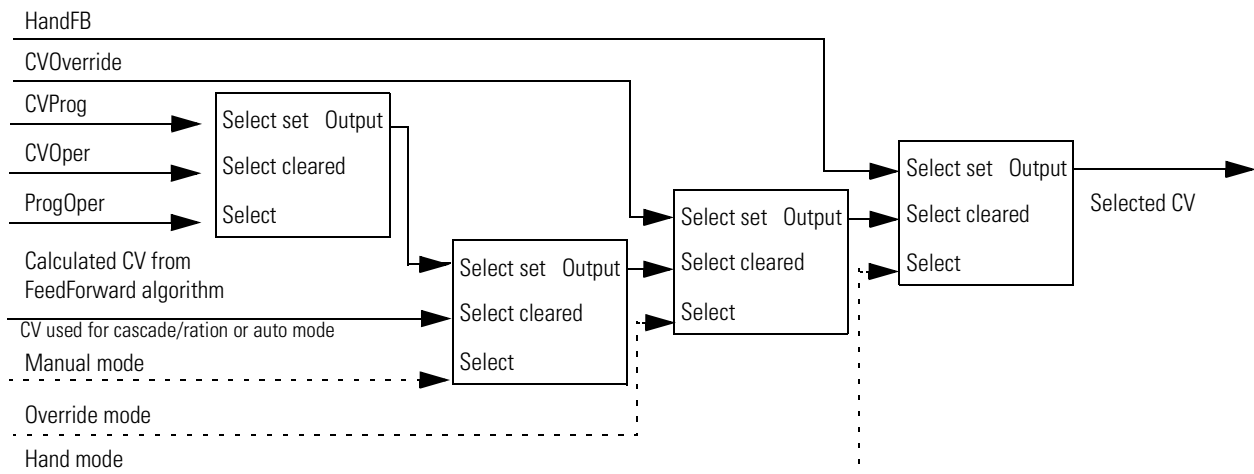 HandFB
CVOverride
CVProg
CVOper
ProgOper
Select set Output
Select cleared
Select
Calculated CV from
FeedForward algorithm
CV used for cascade/ration or auto mode
Manual mode
Override mode
Hand mode
Select set Output
Select cleared
Select
Select set Output
Select cleared
Select
Select set Output
Select cleared
Select
Selected CV